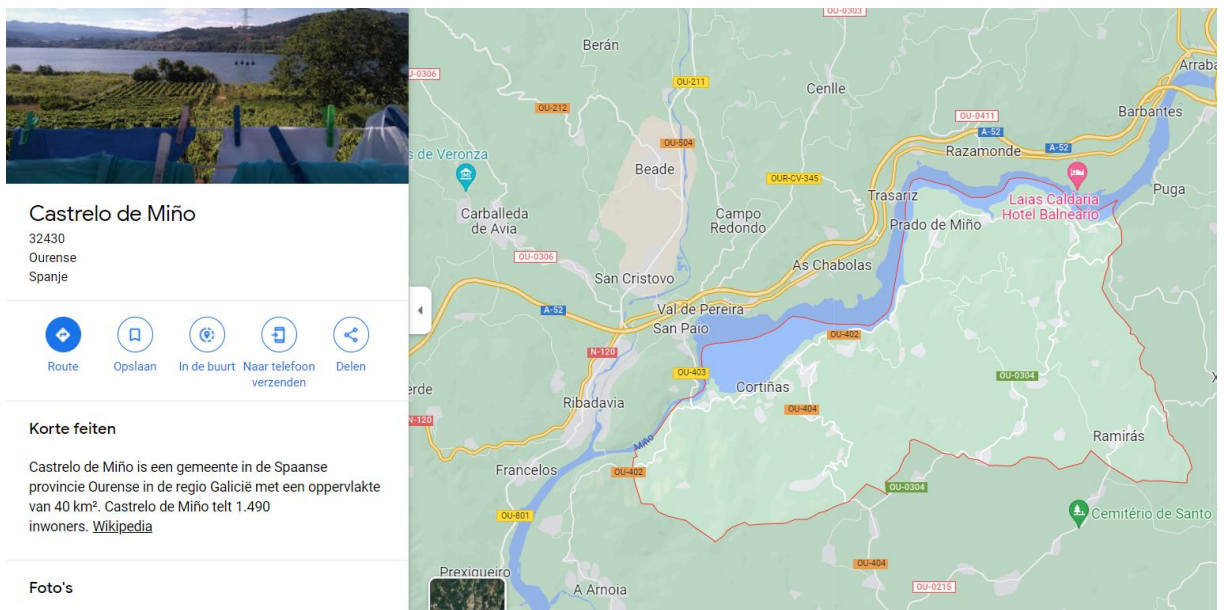 Castrelo de Miño
32430
Ourense
Spanje
Route
Opslaan
In de buurt
Naar telefoon
verzenden
Delen
Korte feiten
Castrelo de Miño is een gemeente in de Spaanse
provincie Ourense in de regio Galicië met een oppervlakte
van 40 km². Castrelo de Miño telt 1.490
inwoners. Wikipedia
Foto's
OU-0303
Berán
OU-0306
OU-211
Cenlle
Arraba
OU-212
Barbantes
OU-0411
A-52
OU-504
Razamonde
A-52
s de Veronza
Beade
OUR-CV-345
Trasariz
Laias Caldaria
Hotel Balneario
Puga
Carballeda
de Avia
Campo
Redondo
Prado de Miño
OU-0306
As Chabolas
San Cristovo
A-52
Val de Pereira
San Paio
OU-402
N-120
OU-403
OU-0304
erde
Cortiñas
Ribadavia
OU-404
N-120
Miño
Ramirás
Francelos
OU-402
OU-0304
OU-801
Cemitério de Santo
OU-404
Prexigueiro
A Arnoia
OU-0215